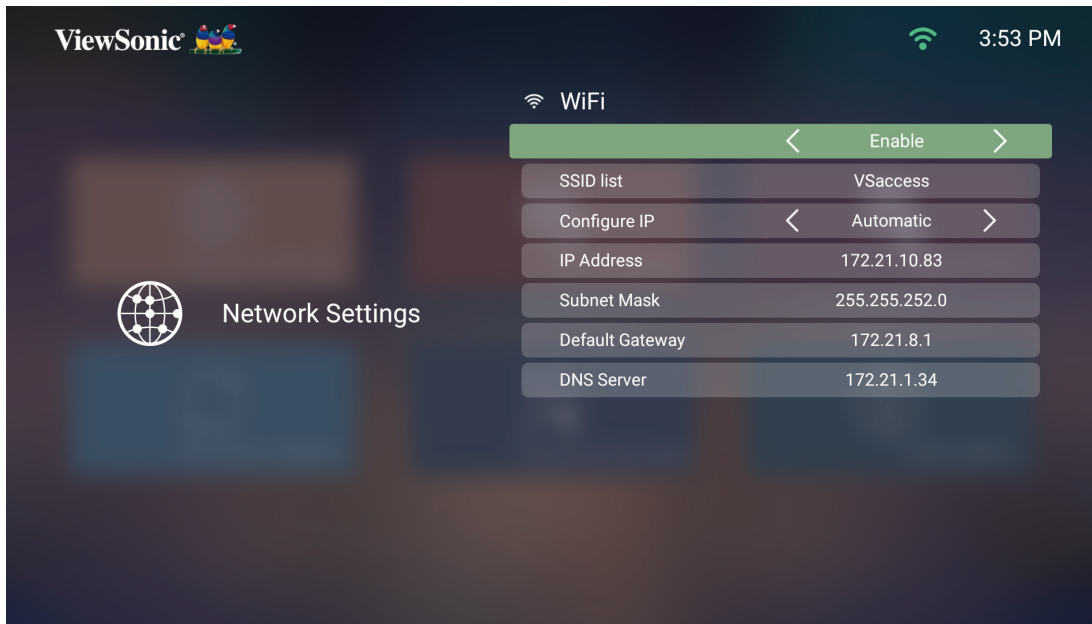 ViewSonic®
3:53 PM
WiFi
Enable
SSID list VSaccess
Configure IP Automatic
IP Address 172.21.10.83
Subnet Mask 255.255.252.0
Network Settings
Default Gateway 172.21.8.1
DNS Server 172.21.1.34